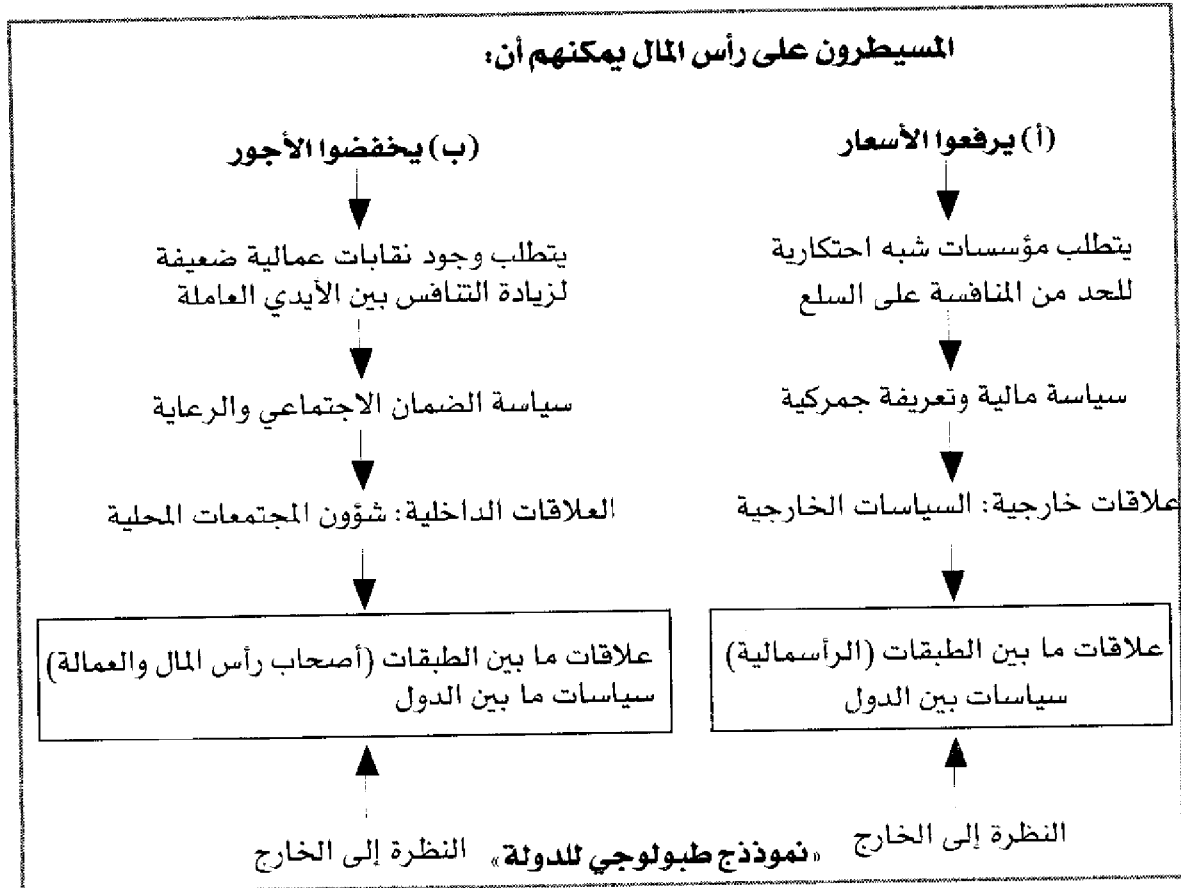 المسيطرون على رأس المال يمكنهم أن:
(أ) يرفعوا الأسعار
(ب) يخفضوا الأجور
يتطلب مؤسسات شبه احتكارية
للحد من المنافسة على السلع
يتطلب وجود نقابات عمالية ضعيفة
لزيادة التنافس بين الأيدي العاملة
سياسة مالية وتعريفة جمركية
سياسة الضمان الاجتماعي والرعاية
علاقات خارجية: السياسات الخارجية
العلاقات الداخلية: شؤون المجتمعات المحلية
علاقات ما بين الطبقات (الرأسمالية)
سياسات بين الدول
علاقات ما بين الطبقات (أصحاب رأس المال والعمالة)
سياسات ما بين الدول
النظرة إلى الخارج
«نموذذج طبولوجي للدولة»
النظرة إلى الخارج